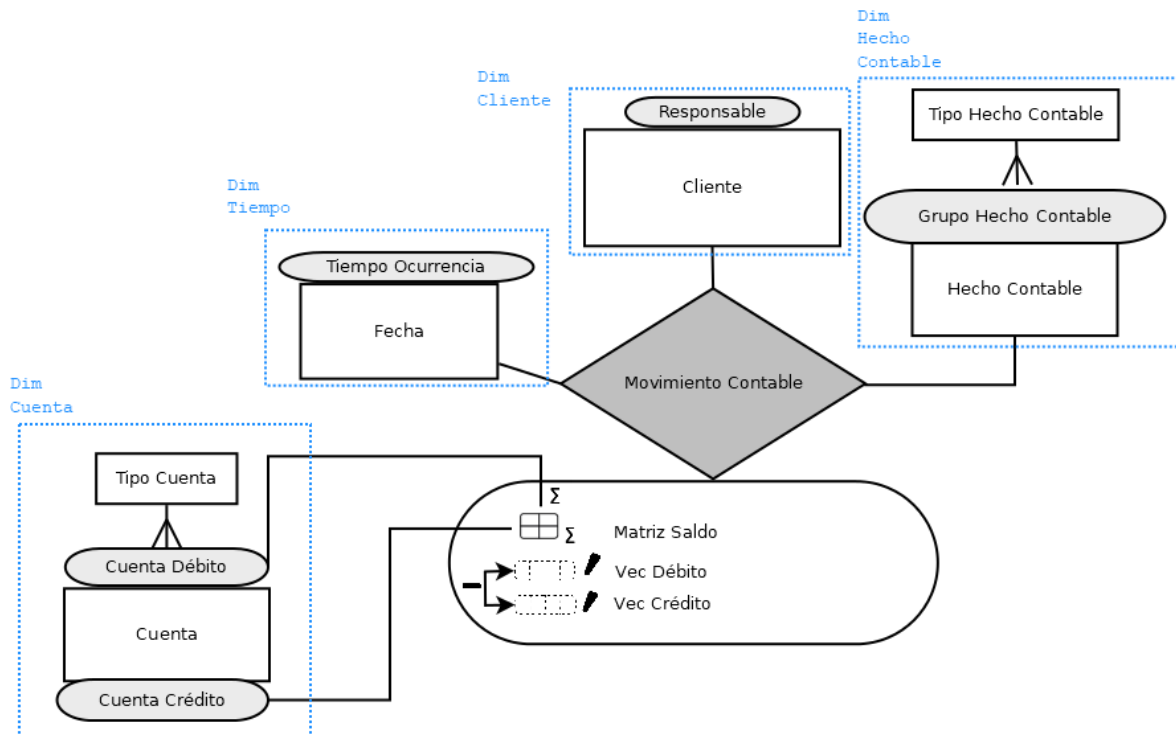 Dim
Hecho
Contable
Tipo Hecho Contable
Grupo Hecho Contable
Hecho Contable
Dim
Cliente
Responsable
Cliente
Dim
Tiempo
Tiempo Ocurrencia
Fecha
Movimiento Contable
Dim
Cuenta
Tipo Cuenta
Cuenta Débito
Cuenta
Cuenta Crédito
Σ
Σ
Matriz Saldo
Vec Débito
Vec Crédito